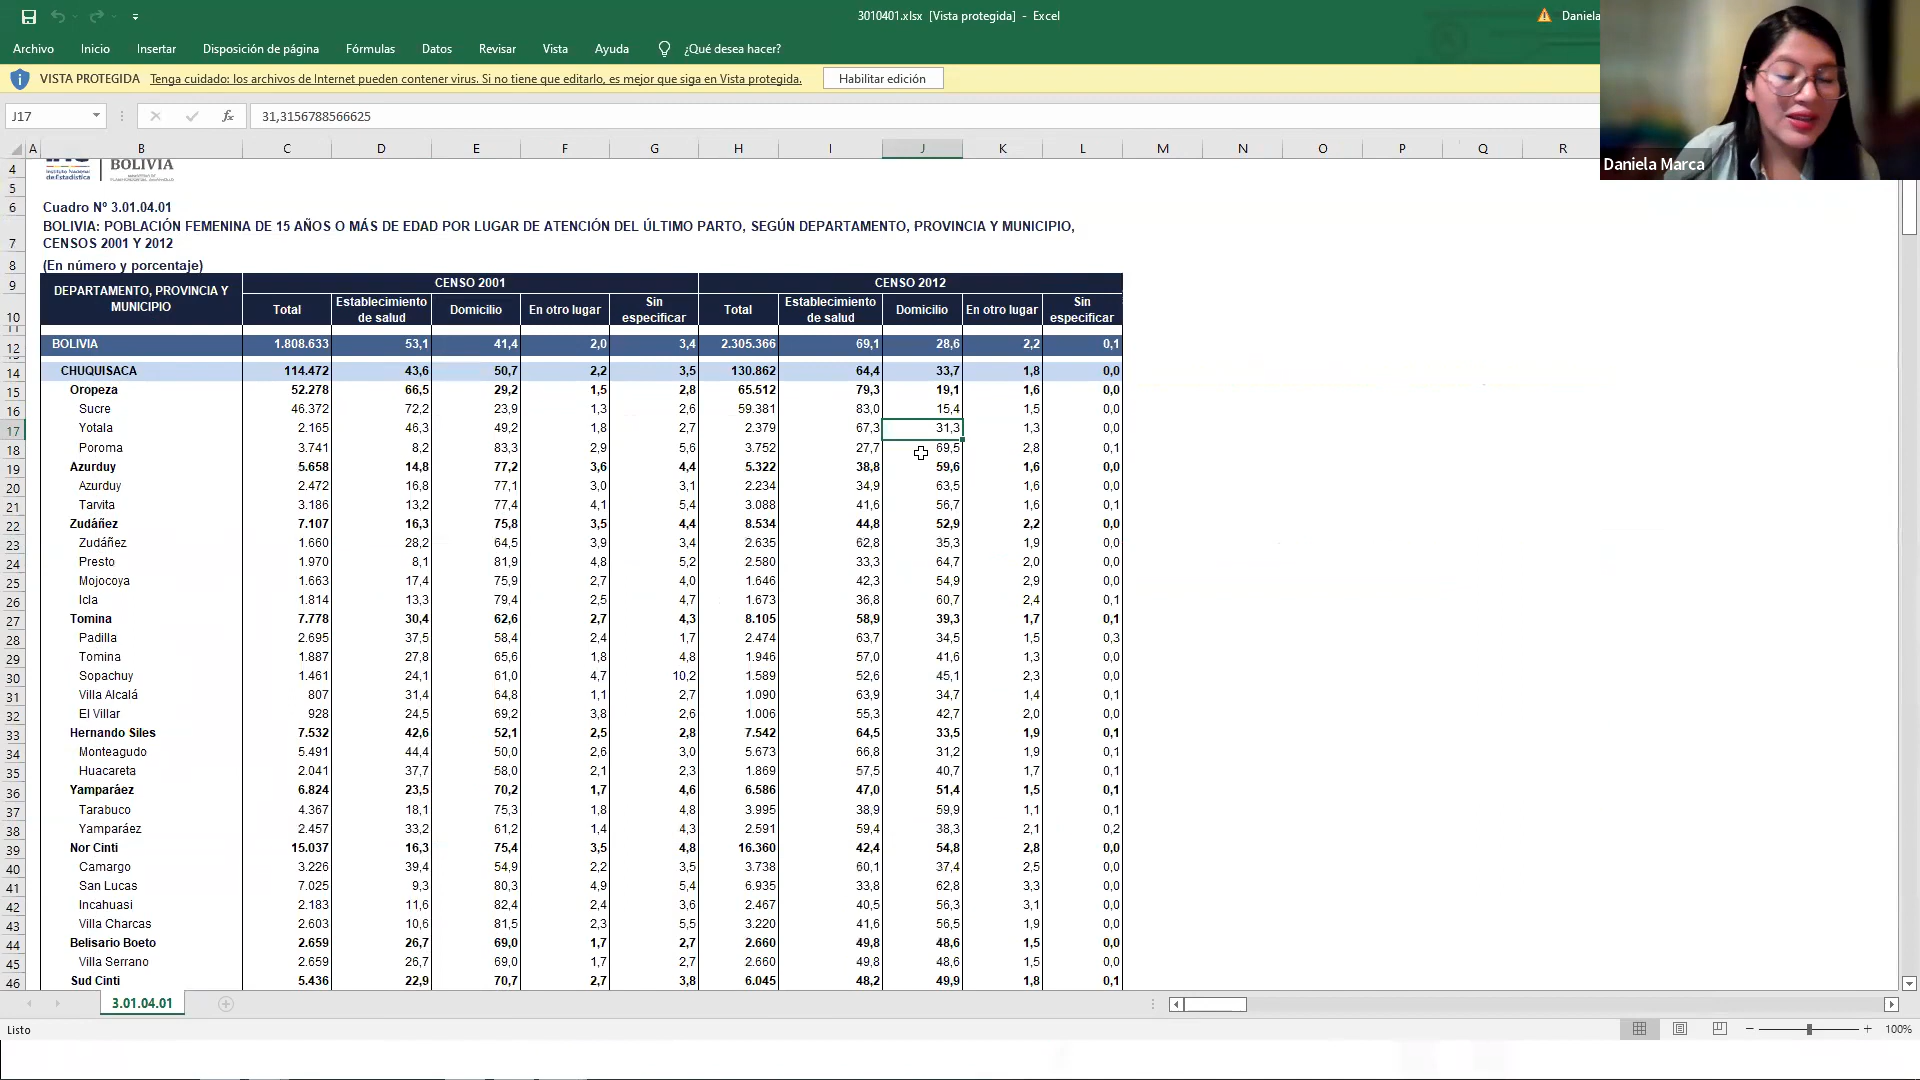 3010401.xlsx [Vista protegida] - Excel
Daniela
Archivo Inicio Insertar Disposición de página Fórmulas Datos Revisar Vista Ayuda ¿Qué desea hacer?
VISTA PROTEGIDA Tenga cuidado: los archivos de Internet pueden contener virus. Si no tiene que editarlo, es mejor que siga en Vista protegida. Habilitar edición
J17 fx 31,3156788566625
Daniela Marca
A B C D E F G H I J K L M N O P Q R
4 BOLIVIA
5
6 Cuadro Nº 3.01.04.01
7 BOLIVIA: POBLACIÓN FEMENINA DE 15 AÑOS O MÁS DE EDAD POR LUGAR DE ATENCIÓN DEL ÚLTIMO PARTO, SEGÚN DEPARTAMENTO, PROVINCIA Y MUNICIPIO,
CENSOS 2001 Y 2012
8 (En número y porcentaje)
9 DEPARTAMENTO, PROVINCIA Y MUNICIPIO CENSO 2001 CENSO 2012
10 Total Establecimiento de salud Domicilio En otro lugar Sin especificar Total Establecimiento de salud Domicilio En otro lugar Sin especificar
12 BOLIVIA 1.808.633 53,1 41,4 2,0 3,4 2.305.366 69,1 28,6 2,2 0,1
14 CHUQUISACA 114.472 43,6 50,7 2,2 3,5 130.862 64,4 33,7 1,8 0,0
15 Oropeza 52.278 66,5 29,2 1,5 2,8 65.512 79,3 19,1 1,6 0,0
16 Sucre 46.372 72,2 23,9 1,3 2,6 59.381 83,0 15,4 1,5 0,0
17 Yotala 2.165 46,3 49,2 1,8 2,7 2.379 67,3 31,3 1,3 0,0
18 Poroma 3.741 8,2 83,3 2,9 5,6 3.752 27,7 69,5 2,8 0,1
19 Azurduy 5.658 14,8 77,2 3,6 4,4 5.322 38,8 59,6 1,6 0,0
20 Azurduy 2.472 16,8 77,1 3,0 3,1 2.234 34,9 63,5 1,6 0,0
21 Tarvita 3.186 13,2 77,4 4,1 5,4 3.088 41,6 56,7 1,6 0,1
22 Zudáñez 7.107 16,3 75,8 3,5 4,4 8.534 44,8 52,9 2,2 0,0
23 Zudáñez 1.660 28,2 64,5 3,9 3,4 2.635 62,8 35,3 1,9 0,0
24 Presto 1.970 8,1 81,9 4,8 5,2 2.580 33,3 64,7 2,0 0,0
25 Mojocoya 1.663 17,4 75,9 2,7 4,0 1.646 42,3 54,9 2,9 0,0
26 Icla 1.814 13,3 79,4 2,5 4,7 1.673 36,8 60,7 2,4 0,1
27 Tomina 7.778 30,4 62,6 2,7 4,3 8.105 58,9 39,3 1,7 0,1
28 Padilla 2.695 37,5 58,4 2,4 1,7 2.474 63,7 34,5 1,5 0,3
29 Tomina 1.887 27,8 65,6 1,8 4,8 1.946 57,0 41,6 1,3 0,0
30 Sopachuy 1.461 24,1 61,0 4,7 10,2 1.589 52,6 45,1 2,3 0,0
31 Villa Alcalá 807 31,4 64,8 1,1 2,7 1.090 63,9 34,7 1,4 0,1
32 El Villar 928 24,5 69,2 3,8 2,6 1.006 55,3 42,7 2,0 0,0
33 Hernando Siles 7.532 42,6 52,1 2,5 2,8 7.542 64,5 33,5 1,9 0,1
34 Monteagudo 5.491 44,4 50,0 2,6 3,0 5.673 66,8 31,2 1,9 0,1
35 Huacareta 2.041 37,7 58,0 2,1 2,3 1.869 57,5 40,7 1,7 0,1
36 Yamparáez 6.824 23,5 70,2 1,7 4,6 6.586 47,0 51,4 1,5 0,1
37 Tarabuco 4.367 18,1 75,3 1,8 4,8 3.995 38,9 59,9 1,1 0,1
38 Yamparáez 2.457 33,2 61,2 1,4 4,3 2.591 59,4 38,3 2,1 0,2
39 Nor Cinti 15.037 16,3 75,4 3,5 4,8 16.360 42,4 54,8 2,8 0,0
40 Camargo 3.226 39,4 54,9 2,2 3,5 3.738 60,1 37,4 2,5 0,0
41 San Lucas 7.025 9,3 80,3 4,9 5,4 6.935 33,8 62,8 3,3 0,0
42 Incahuasi 2.183 11,6 82,4 2,4 3,6 2.467 40,5 56,3 3,1 0,0
43 Villa Charcas 2.603 10,6 81,5 2,3 5,5 3.220 41,6 56,5 1,9 0,0
44 Belisario Boeto 2.659 26,7 69,0 1,7 2,7 2.660 49,8 48,6 1,5 0,0
45 Villa Serrano 2.659 26,7 69,0 1,7 2,7 2.660 49,8 48,6 1,5 0,0
46 Sud Cinti 5.436 22,9 70,7 2,7 3,8 6.045 48,2 49,9 1,8 0,1
3.01.04.01
Listo 100%